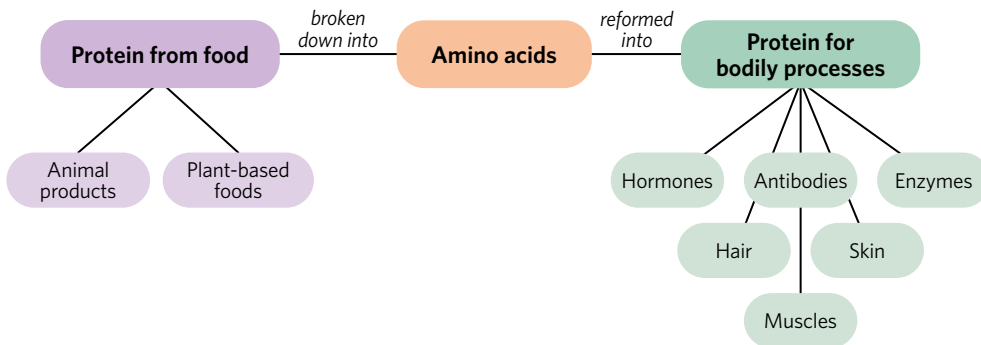 broken
down into
reformed
into
Protein from food
Amino acids
Protein for
bodily processes
Animal
products
Plant-based
foods
Hormones
Antibodies
Enzymes
Hair
Skin
Muscles